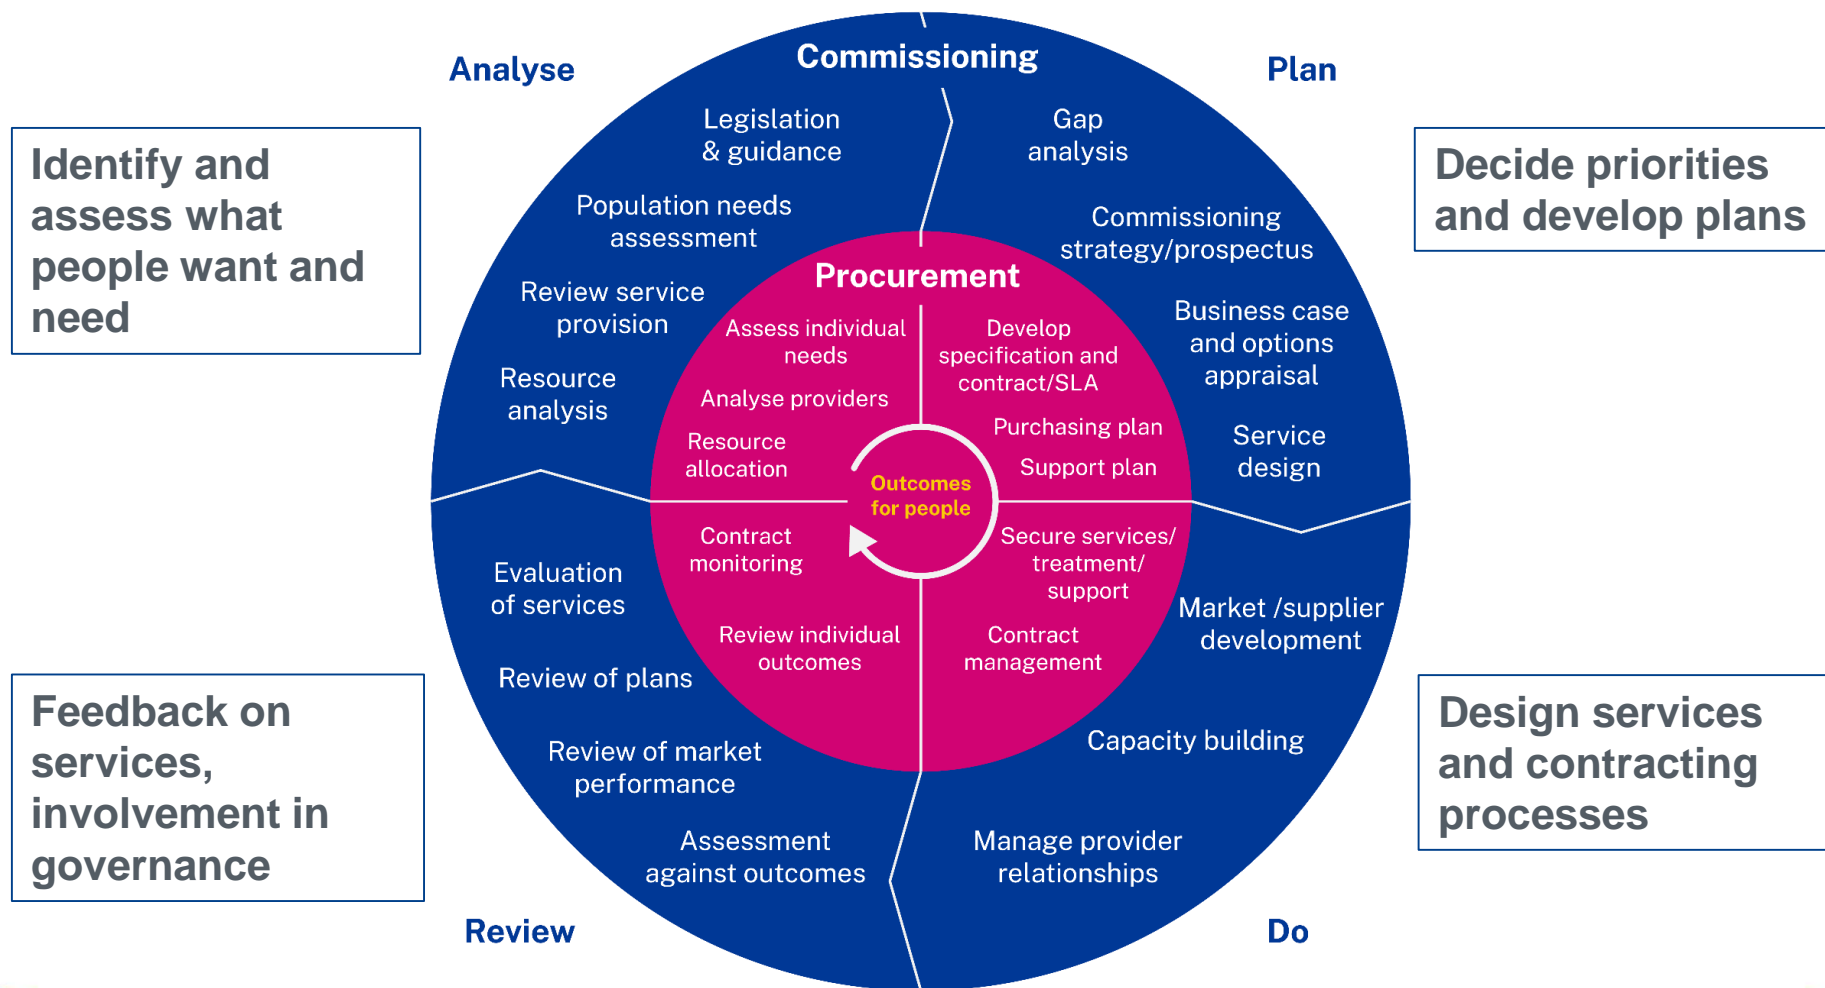 Commissioning
Analyse
Plan
Identify and
assess what
people want and
need
Decide priorities
and develop plans
Legislation
& guidance
Population needs
assessment
Review service
provision
Resource
analysis
Gap
analysis
Commissioning
strategy/prospectus
Business case
and options
appraisal
Service
design
Procurement
Assess individual
needs
Analyse providers
Resource
allocation
Develop
specification and
contract/SLA
Purchasing plan
Support plan
Outcomes
for people
Contract
monitoring
Review individual
outcomes
Secure services/
treatment/
support
Contract
management
Evaluation
of services
Review of plans
Review of market
performance
Assessment
against outcomes
Market /supplier
development
Capacity building
Manage provider
relationships
Feedback on
services,
involvement in
governance
Design services
and contracting
processes
Review
Do